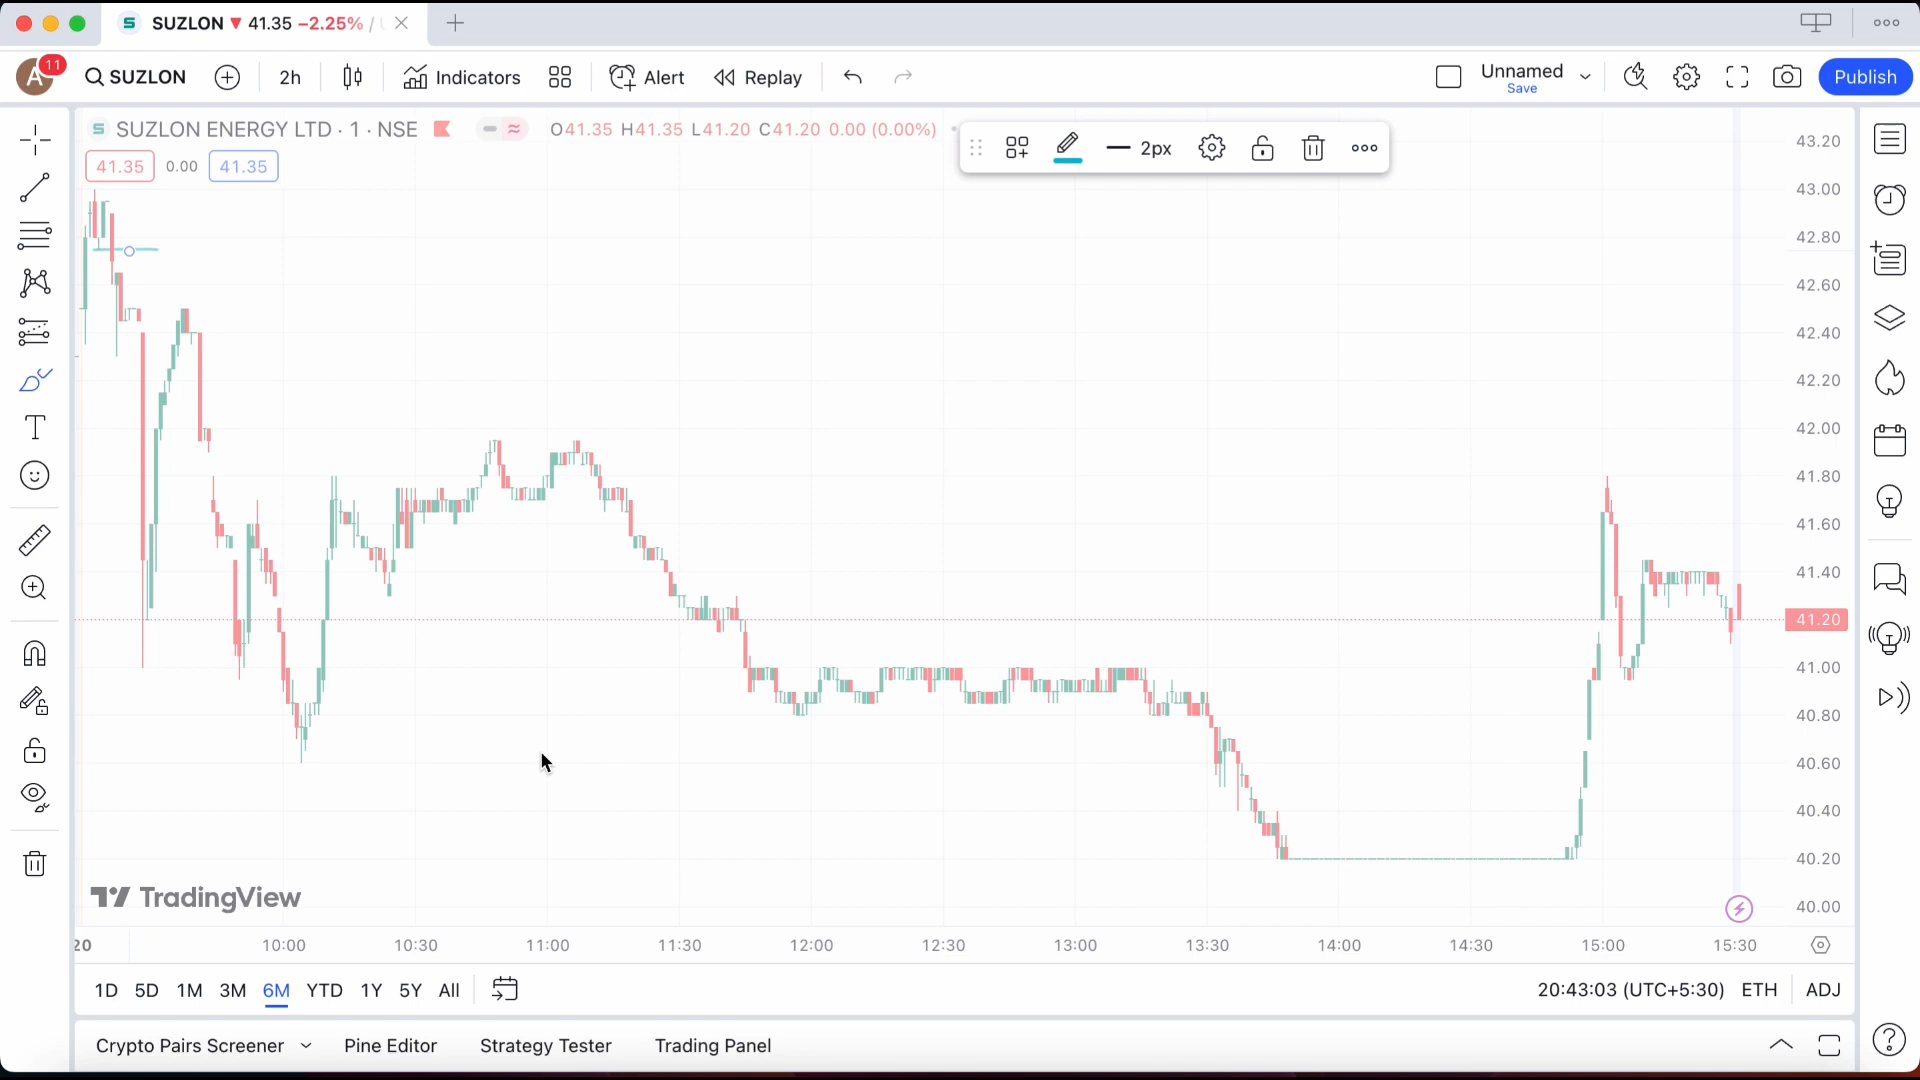 SUZLON ▼ 41.35 −2.25% /
A 11 SUZLON 2h Indicators Alert Replay Unnamed Save Publish
S SUZLON ENERGY LTD · 1 · NSE O41.35 H41.35 L41.20 C41.20 0.00 (0.00%)
2px
41.35 0.00 41.35
43.20
43.00
42.80
42.60
42.40
42.20
42.00
41.80
41.60
41.40
41.20
41.00
40.80
40.60
40.40
40.20
40.00
TradingView
20 10:00 10:30 11:00 11:30 12:00 12:30 13:00 13:30 14:00 14:30 15:00 15:30
1D 5D 1M 3M 6M YTD 1Y 5Y All 20:43:03 (UTC+5:30) ETH ADJ
Crypto Pairs Screener Pine Editor Strategy Tester Trading Panel